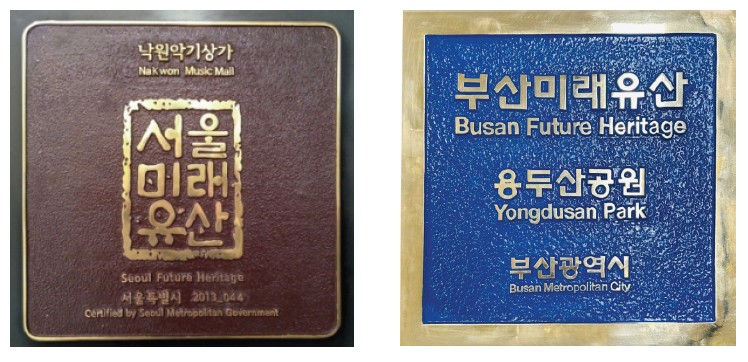 낙원악기상가
Nakwon Music Mall
서울
미래
유산
Seoul Future Heritage
서울특별시 2013_044
Certified by Seoul Metropolitan Government
부산미래유산
Busan Future Heritage
용두산공원
Yongdusan Park
부산광역시
Busan Metropolitan City